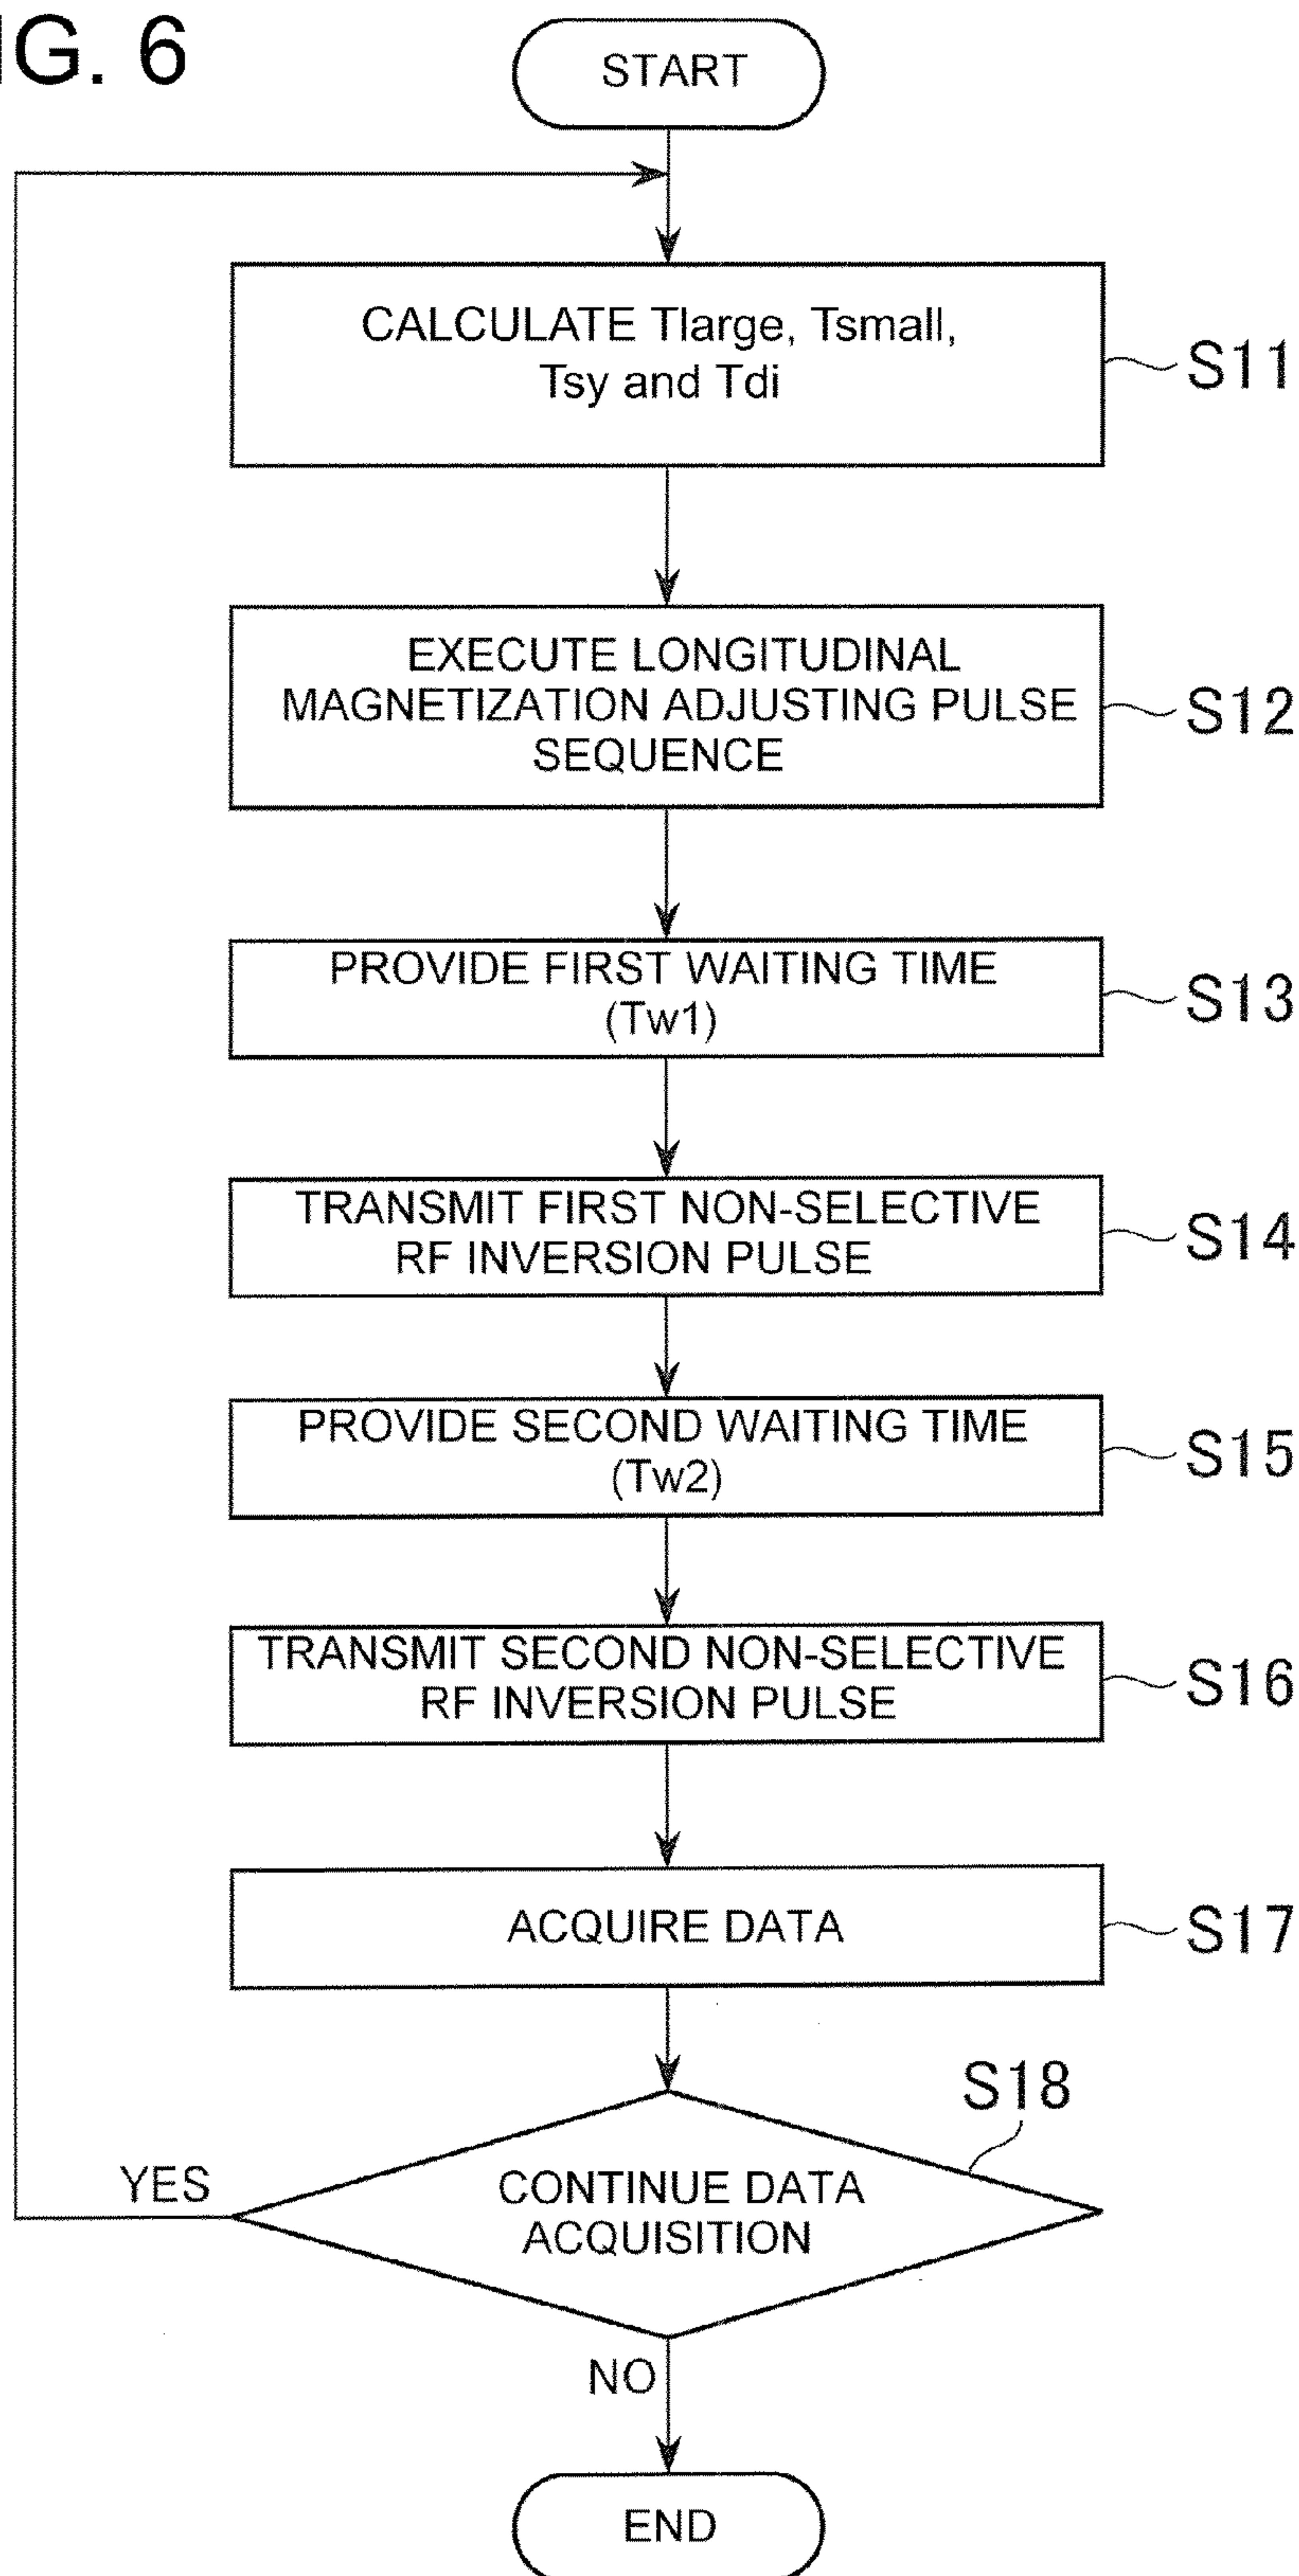 IG. 6
START
CALCULATE Tlarge, Tsmall,
Tsy and Tdi
S11
EXECUTE LONGITUDINAL
MAGNETIZATION ADJUSTING PULSE
SEQUENCE
S12
PROVIDE FIRST WAITING TIME
(Tw1)
S13
TRANSMIT FIRST NON-SELECTIVE
RF INVERSION PULSE
S14
PROVIDE SECOND WAITING TIME
(Tw2)
S15
TRANSMIT SECOND NON-SELECTIVE
RF INVERSION PULSE
S16
ACQUIRE DATA
S17
S18
YES
CONTINUE DATA
ACQUISITION
NO
END